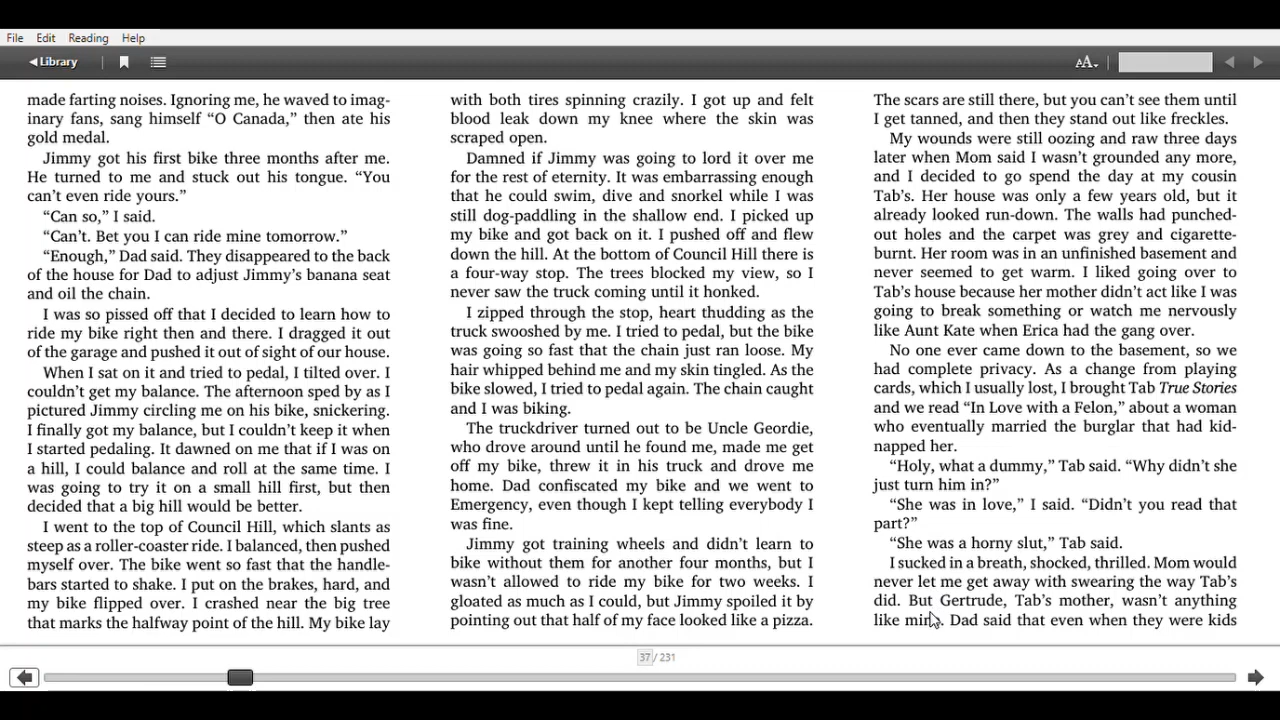 File Edit Reading Help
Library AA
made farting noises. Ignoring me, he waved to imag-
inary fans, sang himself “O Canada,” then ate his
gold medal.
Jimmy got his first bike three months after me.
He turned to me and stuck out his tongue. “You
can’t even ride yours.”
“Can so,” I said.
“Can’t. Bet you I can ride mine tomorrow.”
“Enough,” Dad said. They disappeared to the back
of the house for Dad to adjust Jimmy’s banana seat
and oil the chain.
I was so pissed off that I decided to learn how to
ride my bike right then and there. I dragged it out
of the garage and pushed it out of sight of our house.
When I sat on it and tried to pedal, I tilted over. I
couldn’t get my balance. The afternoon sped by as I
pictured Jimmy circling me on his bike, snickering.
I finally got my balance, but I couldn’t keep it when
I started pedaling. It dawned on me that if I was on
a hill, I could balance and roll at the same time. I
was going to try it on a small hill first, but then
decided that a big hill would be better.
I went to the top of Council Hill, which slants as
steep as a roller-coaster ride. I balanced, then pushed
myself over. The bike went so fast that the handle-
bars started to shake. I put on the brakes, hard, and
my bike flipped over. I crashed near the big tree
that marks the halfway point of the hill. My bike lay
with both tires spinning crazily. I got up and felt
blood leak down my knee where the skin was
scraped open.
Damned if Jimmy was going to lord it over me
for the rest of eternity. It was embarrassing enough
that he could swim, dive and snorkel while I was
still dog-paddling in the shallow end. I picked up
my bike and got back on it. I pushed off and flew
down the hill. At the bottom of Council Hill there is
a four-way stop. The trees blocked my view, so I
never saw the truck coming until it honked.
I zipped through the stop, heart thudding as the
truck swooshed by me. I tried to pedal, but the bike
was going so fast that the chain just ran loose. My
hair whipped behind me and my skin tingled. As the
bike slowed, I tried to pedal again. The chain caught
and I was biking.
The truckdriver turned out to be Uncle Geordie,
who drove around until he found me, made me get
off my bike, threw it in his truck and drove me
home. Dad confiscated my bike and we went to
Emergency, even though I kept telling everybody I
was fine.
Jimmy got training wheels and didn’t learn to
bike without them for another four months, but I
wasn’t allowed to ride my bike for two weeks. I
gloated as much as I could, but Jimmy spoiled it by
pointing out that half of my face looked like a pizza.
The scars are still there, but you can’t see them until
I get tanned, and then they stand out like freckles.
My wounds were still oozing and raw three days
later when Mom said I wasn’t grounded any more,
and I decided to go spend the day at my cousin
Tab’s. Her house was only a few years old, but it
already looked run-down. The walls had punched-
out holes and the carpet was grey and cigarette-
burnt. Her room was in an unfinished basement and
never seemed to get warm. I liked going over to
Tab’s house because her mother didn’t act like I was
going to break something or watch me nervously
like Aunt Kate when Erica had the gang over.
No one ever came down to the basement, so we
had complete privacy. As a change from playing
cards, which I usually lost, I brought Tab True Stories
and we read “In Love with a Felon,” about a woman
who eventually married the burglar that had kid-
napped her.
“Holy, what a dummy,” Tab said. “Why didn’t she
just turn him in?”
“She was in love,” I said. “Didn’t you read that
part?”
“She was a horny slut,” Tab said.
I sucked in a breath, shocked, thrilled. Mom would
never let me get away with swearing the way Tab’s
did. But Gertrude, Tab’s mother, wasn’t anything
like mine. Dad said that even when they were kids
37 / 231